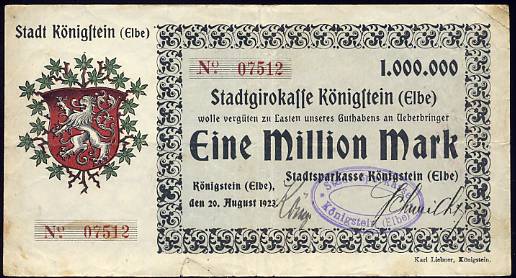 Stadt Königstein (Elbe)
No. 07512
1.000.000
Stadtgirokasse Königstein (Elbe)
wolle vergüten zu Lasten unseres Guthabens an Ueberbringer
Eine Million Mark
Stadtsparkasse Königstein (Elbe)
Königstein (Elbe),
den 20. August 1923.
Königstein (Elbe)
No. 07512
Karl Liebner, Königstein.